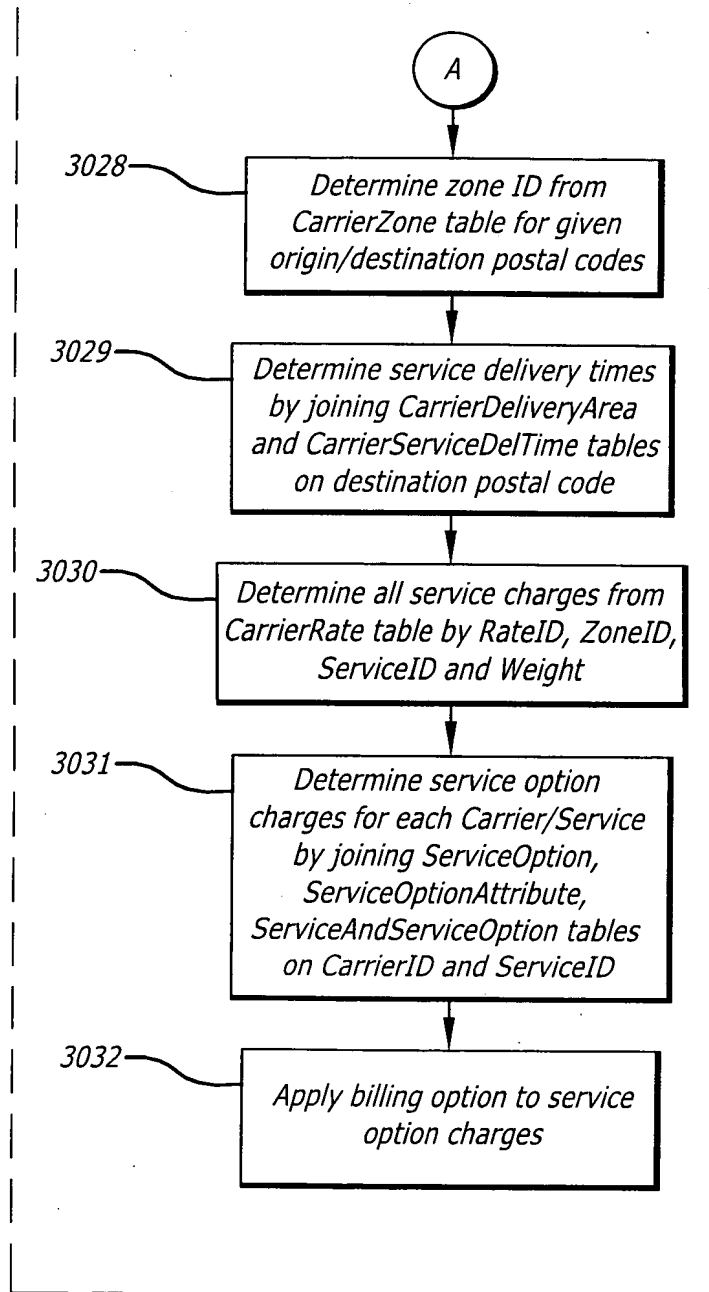 A
3028
Determine zone ID from
CarrierZone table for given
origin/destination postal codes
3029
Determine service delivery times
by joining CarrierDeliveryArea
and CarrierServiceDelTime tables
on destination postal code
3030
Determine all service charges from
CarrierRate table by RateID, ZoneID,
ServiceID and Weight
3031
Determine service option
charges for each Carrier/Service
by joining ServiceOption,
ServiceOptionAttribute,
ServiceAndServiceOption tables
on CarrierID and ServiceID
3032
Apply billing option to service
option charges